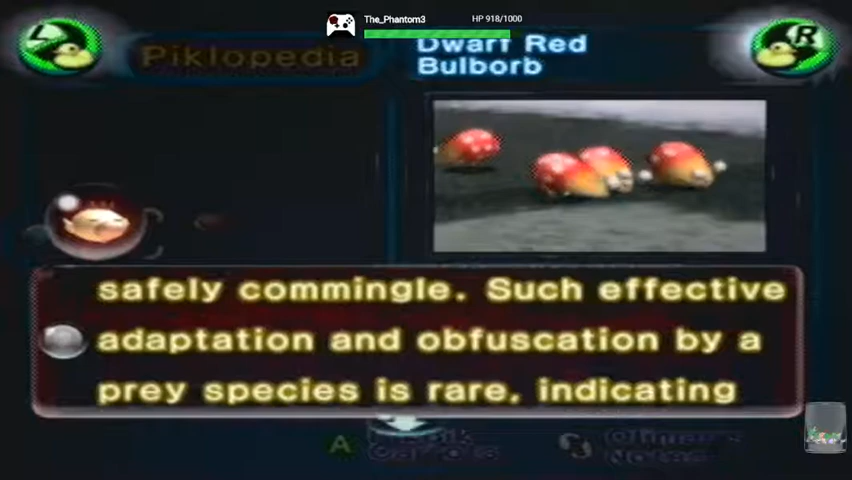 The_Phantom3 HP 918/1000
L R
Piklopedia
Dwarf Red
Bulborb
safely commingle. Such effective
adaptation and obfuscation by a
prey species is rare, indicating
A